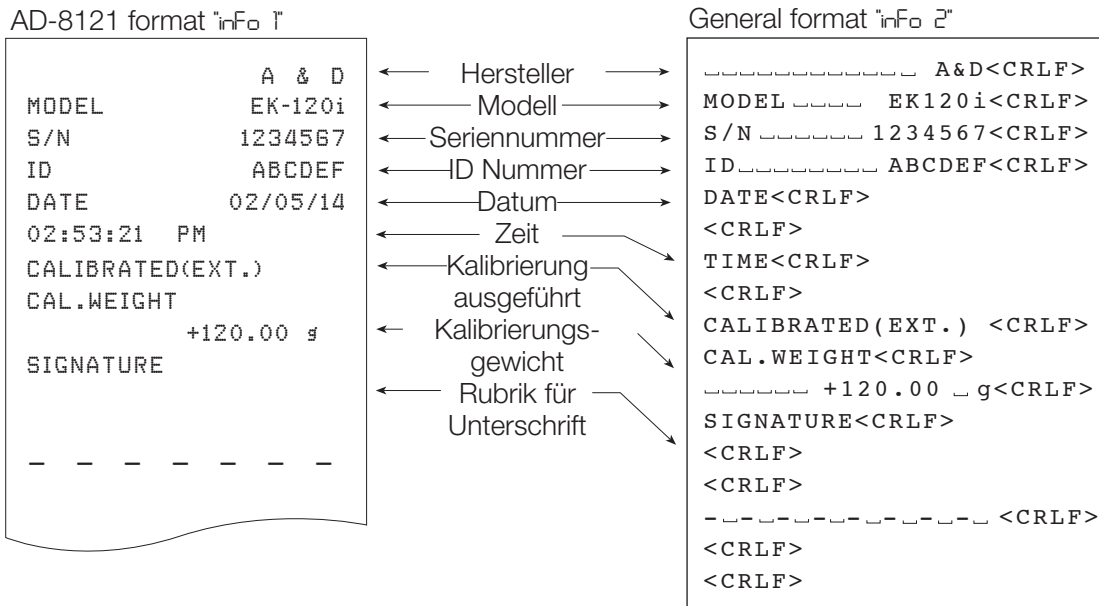 AD-8121 format "inFo 1"
A & D
MODEL EK-120i
S/N 1234567
ID ABCDEF
DATE 02/05/14
02:53:21 PM
CALIBRATED(EXT.)
CAL.WEIGHT
+120.00 g
SIGNATURE
– – – – – – –
Hersteller
Modell
Seriennummer
ID Nummer
Datum
Zeit
Kalibrierung
ausgeführt
Kalibrierungs-
gewicht
Rubrik für
Unterschrift
General format "inFo 2"
␣␣␣␣␣␣␣␣␣␣␣␣ A&D<CRLF>
MODEL ␣␣␣␣ EK120i<CRLF>
S/N ␣␣␣␣␣␣ 1234567<CRLF>
ID␣␣␣␣␣␣␣␣ ABCDEF<CRLF>
DATE<CRLF>
<CRLF>
TIME<CRLF>
<CRLF>
CALIBRATED(EXT.) <CRLF>
CAL.WEIGHT<CRLF>
␣␣␣␣␣␣ +120.00 ␣ g<CRLF>
SIGNATURE<CRLF>
<CRLF>
<CRLF>
-␣-␣-␣-␣-␣-␣-␣-␣ <CRLF>
<CRLF>
<CRLF>